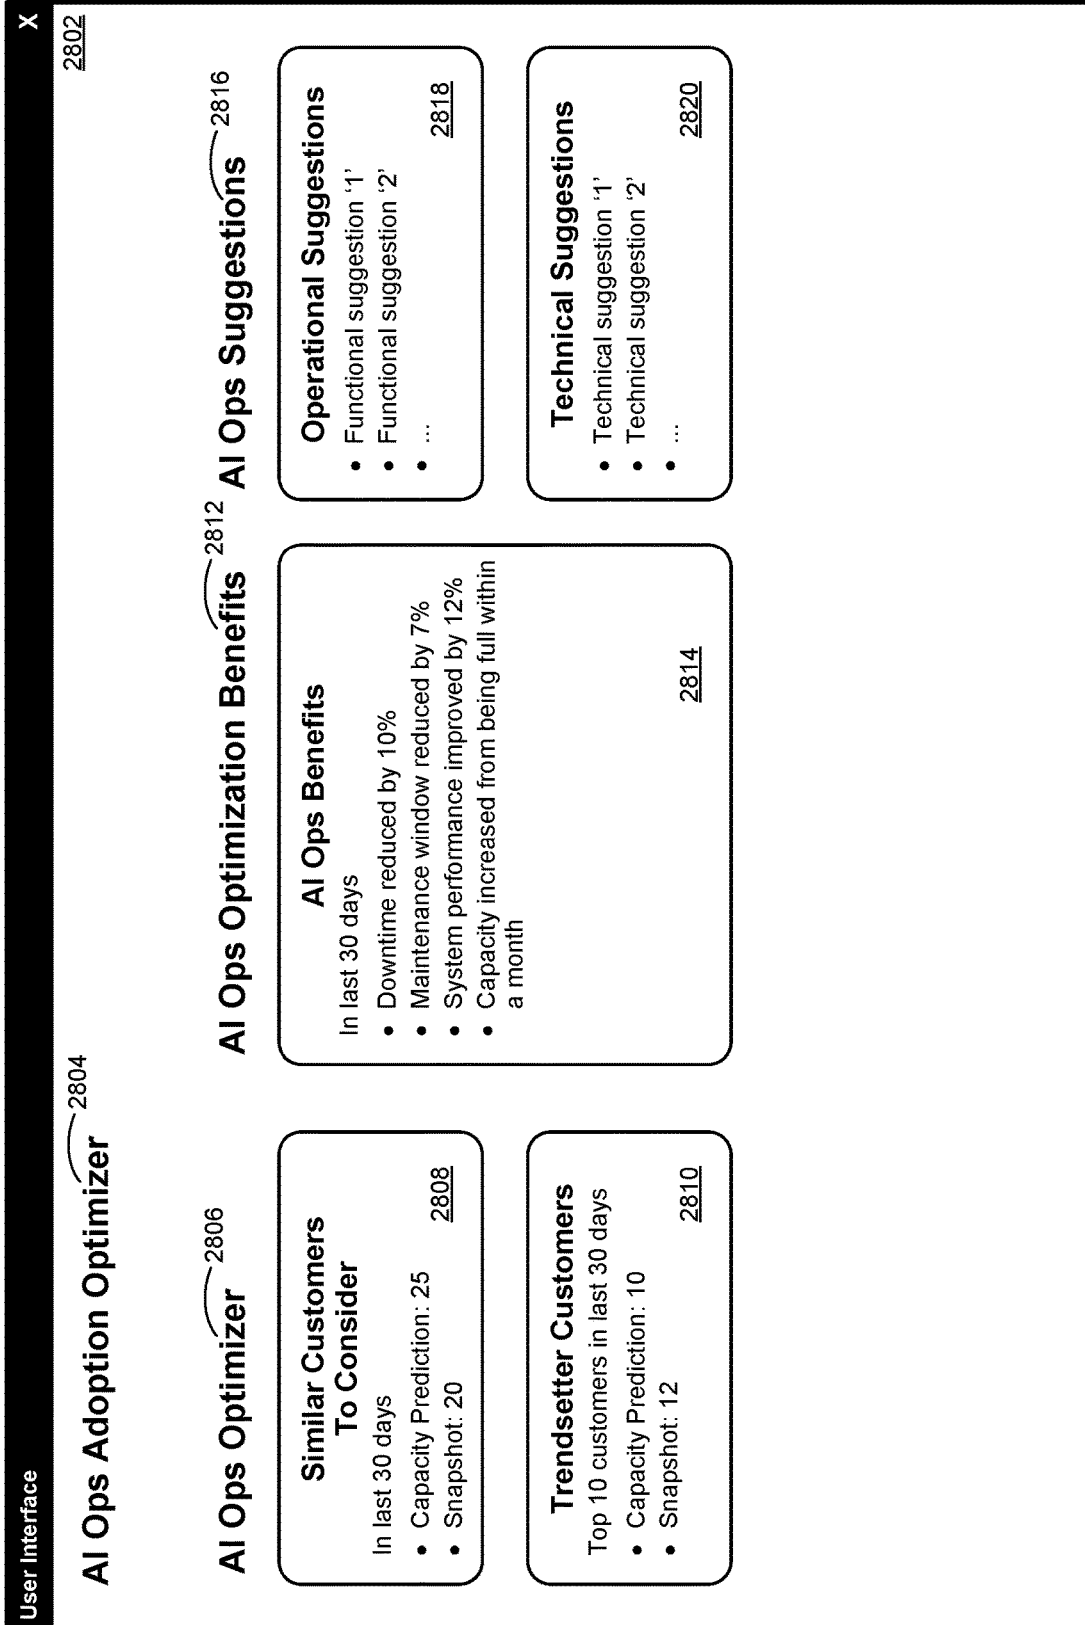 User Interface
X
2802
AI Ops Adoption Optimizer
2804
AI Ops Optimizer
2806
Similar Customers
To Consider
In last 30 days
• Capacity Prediction: 25
• Snapshot: 20
2808
Trendsetter Customers
Top 10 customers in last 30 days
• Capacity Prediction: 10
• Snapshot: 12
2810
AI Ops Optimization Benefits
2812
AI Ops Benefits
In last 30 days
• Downtime reduced by 10%
• Maintenance window reduced by 7%
• System performance improved by 12%
• Capacity increased from being full within
a month
2814
AI Ops Suggestions
2816
Operational Suggestions
• Functional suggestion ‘1’
• Functional suggestion ‘2’
• ...
2818
Technical Suggestions
• Technical suggestion ‘1’
• Technical suggestion ‘2’
• ...
2820